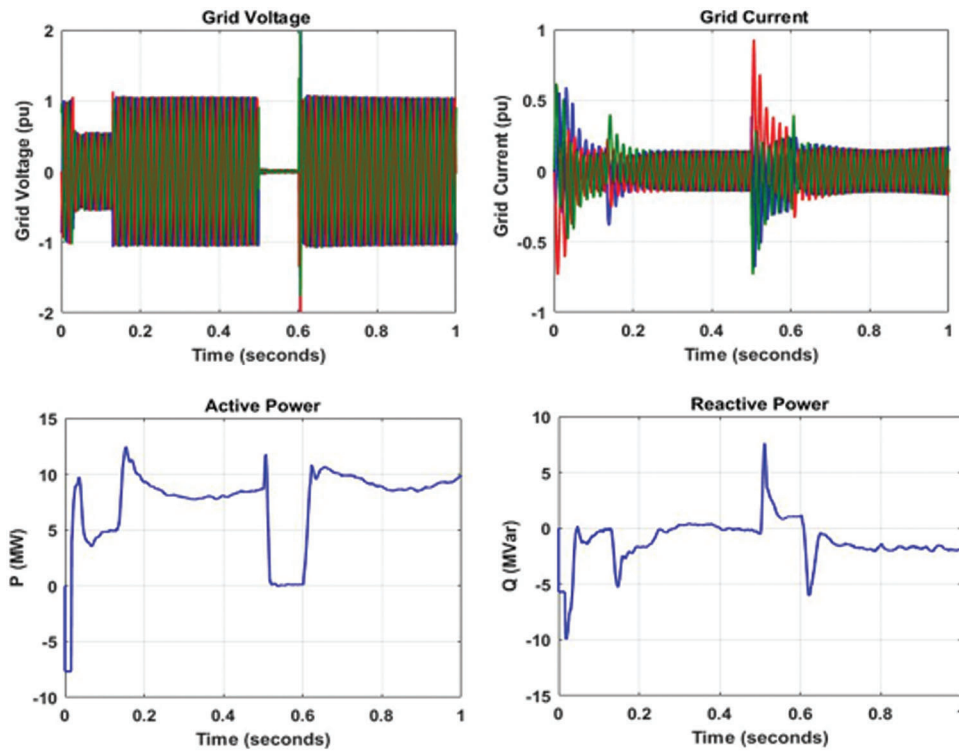 Grid Voltage
Grid Voltage (pu)
2
1
0
-1
-2
0 0.2 0.4 0.6 0.8 1
Time (seconds)
Grid Current
Grid Current (pu)
1
0.5
0
-0.5
-1
0 0.2 0.4 0.6 0.8 1
Time (seconds)
Active Power
P (MW)
15
10
5
0
-5
-10
0 0.2 0.4 0.6 0.8 1
Time (seconds)
Reactive Power
Q (MVar)
10
5
0
-5
-10
-15
0 0.2 0.4 0.6 0.8 1
Time (seconds)